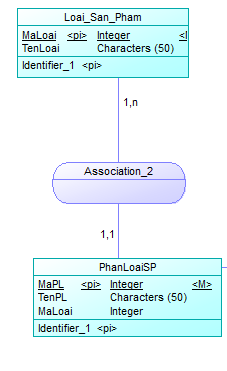 Loai_San_Pham
MaLoai <pi> Integer <l
TenLoai Characters (50)
Identifier_1 <pi>
1,n
Association_2
1,1
PhanLoaiSP
MaPL <pi> Integer <M>
TenPL Characters (50)
MaLoai Integer
Identifier_1 <pi>